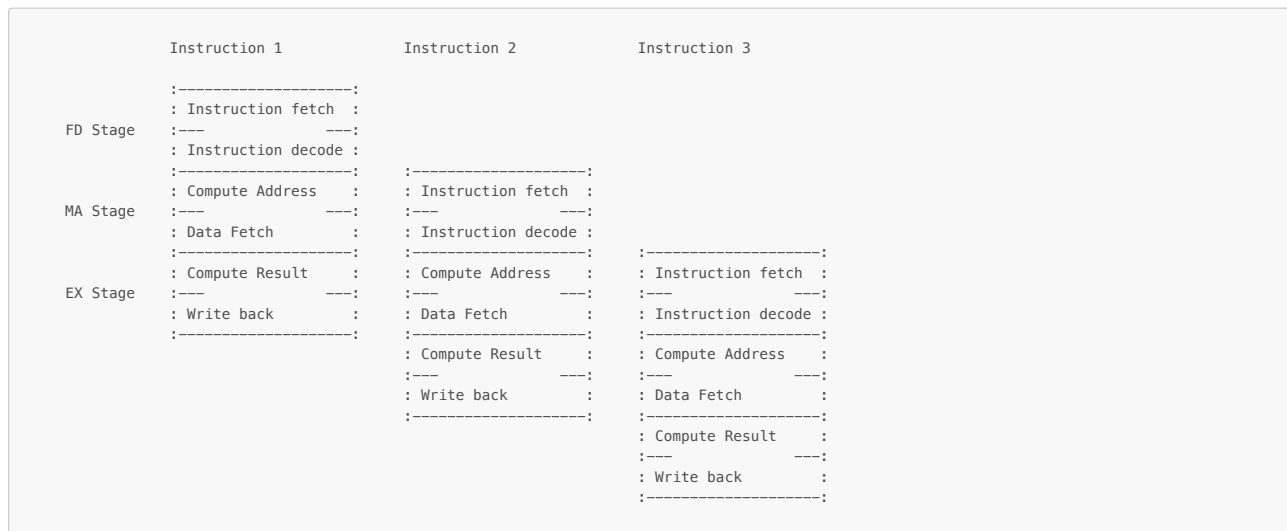 Instruction 1          Instruction 2          Instruction 3
:--------------------:
: Instruction fetch  :
FD Stage    :---              ---:
: Instruction decode :
:--------------------:     :--------------------:
: Compute Address    :     : Instruction fetch  :
MA Stage    :---              ---:     :---              ---:
: Data Fetch         :     : Instruction decode :
:--------------------:     :--------------------:     :--------------------:
: Compute Result     :     : Compute Address    :     : Instruction fetch  :
EX Stage    :---              ---:     :---              ---:     :---              ---:
: Write back         :     : Data Fetch         :     : Instruction decode :
:--------------------:     :--------------------:     :--------------------:
: Compute Result     :     : Compute Address    :
:---              ---:     :---              ---:
: Write back         :     : Data Fetch         :
:--------------------:     :--------------------:
: Compute Result     :
:---              ---:
: Write back         :
:--------------------: